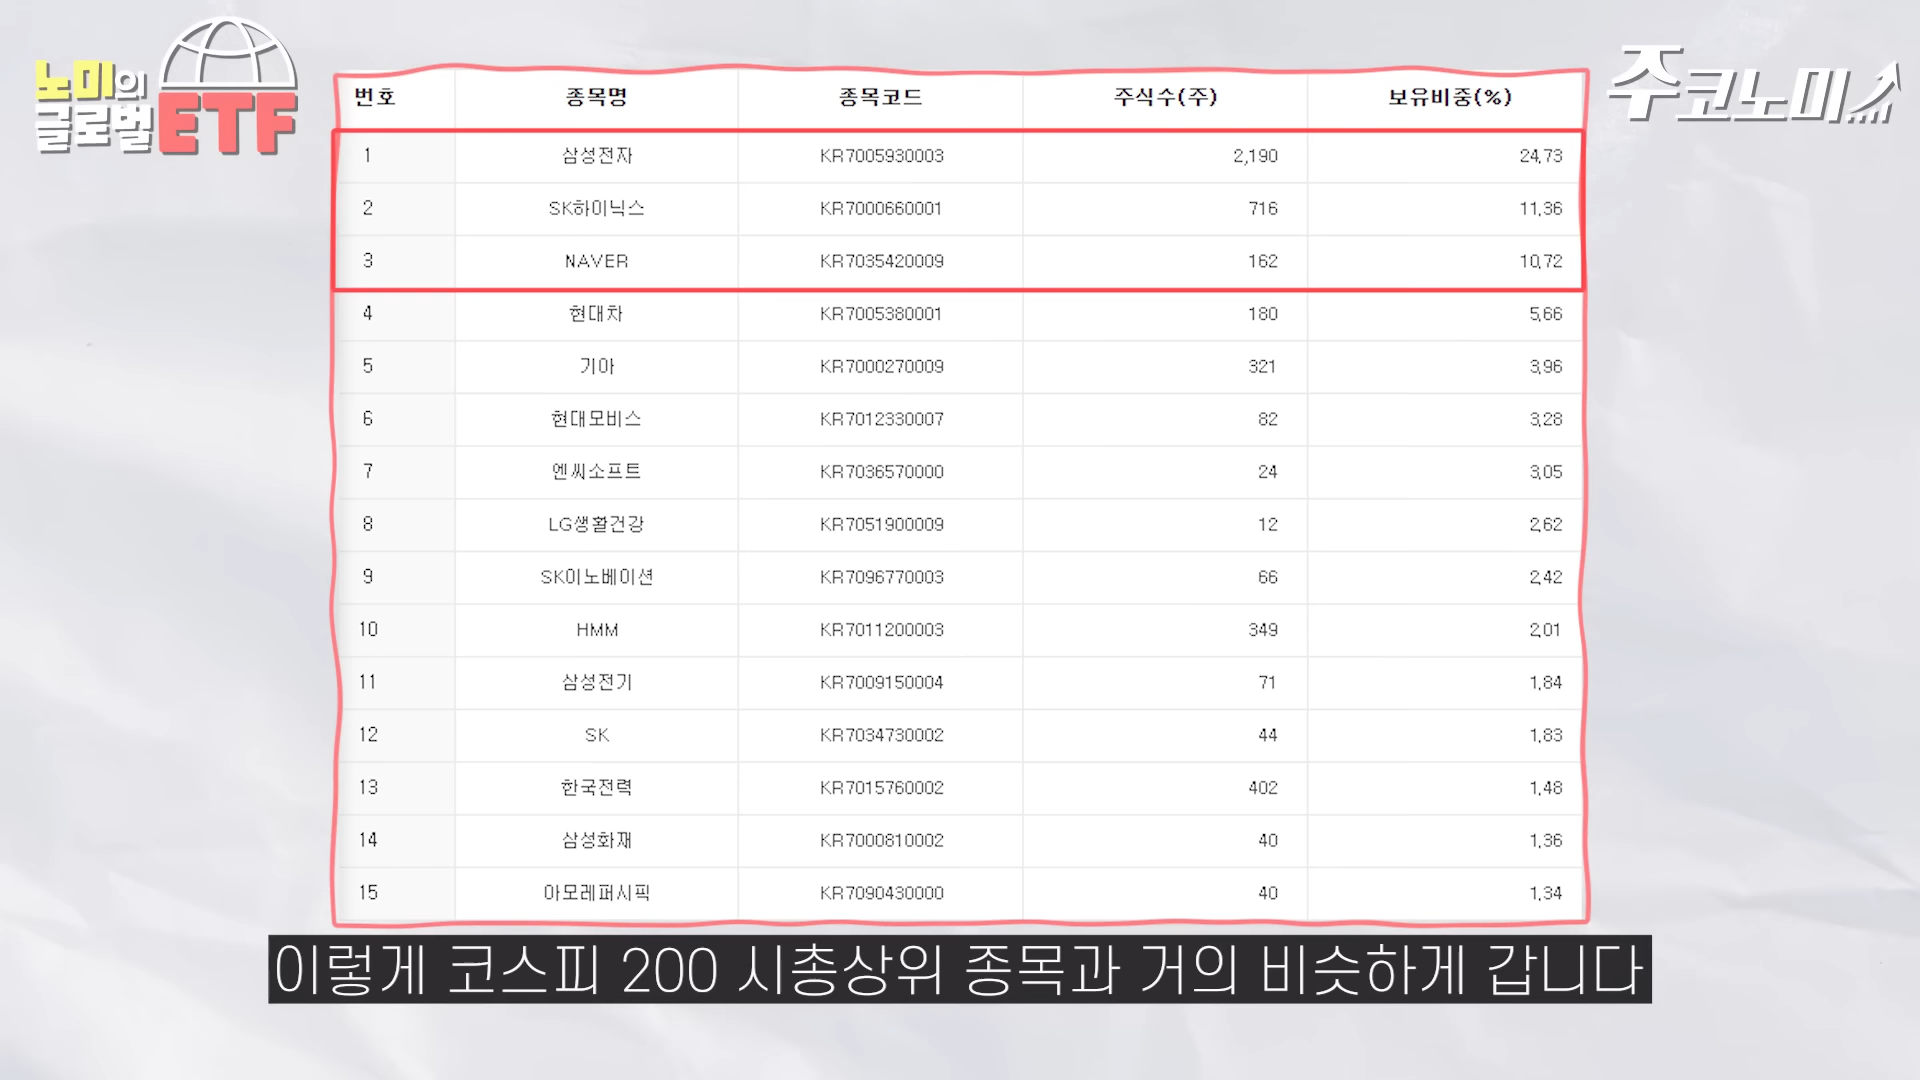 노미의
글로벌 ETF
주코노미
번호 종목명 종목코드 주식수(주) 보유비중(%)
1 삼성전자 KR7005930003 2,190 24,73
2 SK하이닉스 KR7000660001 716 11,36
3 NAVER KR7035420009 162 10,72
4 현대차 KR7005380001 180 5,66
5 기아 KR7000270009 321 3,96
6 현대모비스 KR7012330007 82 3,28
7 엔씨소프트 KR7036570000 24 3,05
8 LG생활건강 KR7051900009 12 2,62
9 SK이노베이션 KR7096770003 66 2,42
10 HMM KR7011200003 349 2,01
11 삼성전기 KR7009150004 71 1,84
12 SK KR7034730002 44 1,83
13 한국전력 KR7015760002 402 1,48
14 삼성화재 KR7000810002 40 1,36
15 아모레퍼시픽 KR7090430000 40 1,34
이렇게 코스피 200 시총상위 종목과 거의 비슷하게 갑니다